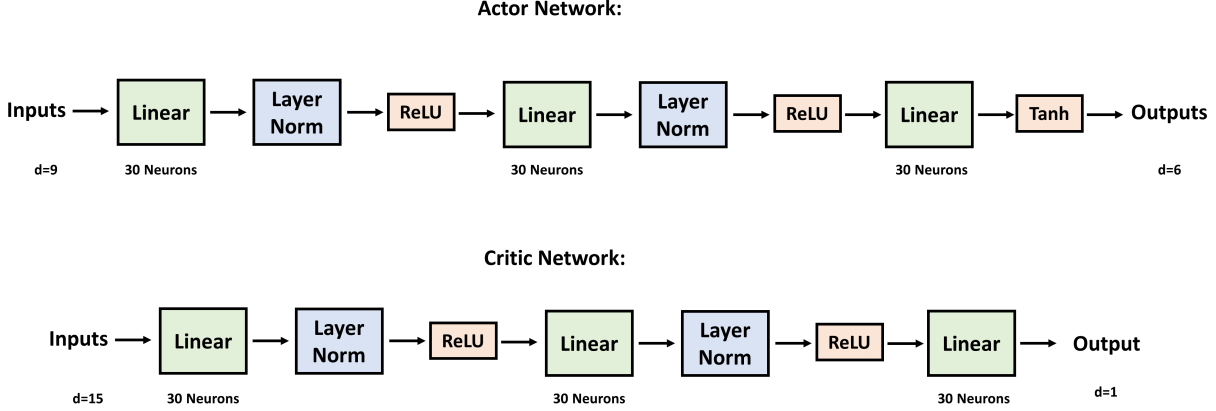 Actor Network:
Inputs
Linear
Layer
Norm
ReLU
Linear
Layer
Norm
ReLU
Linear
Tanh
Outputs
d=9
30 Neurons
30 Neurons
30 Neurons
d=6
Critic Network:
Inputs
Linear
Layer
Norm
ReLU
Linear
Layer
Norm
ReLU
Linear
Output
d=15
30 Neurons
30 Neurons
30 Neurons
d=1